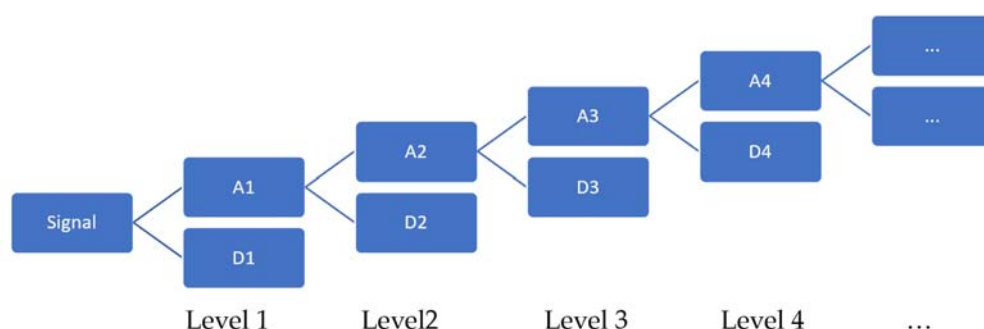 ...
A4
...
A3
D4
A2
D3
A1
D2
Signal
D1
Level 1 Level2 Level 3 Level 4 ...